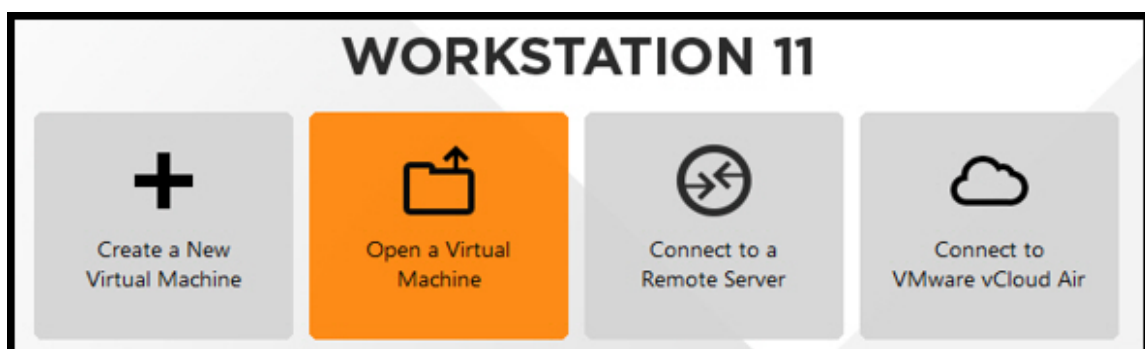 WORKSTATION 11
Create a New
Virtual Machine
Open a Virtual
Machine
Connect to a
Remote Server
Connect to
VMware vCloud Air